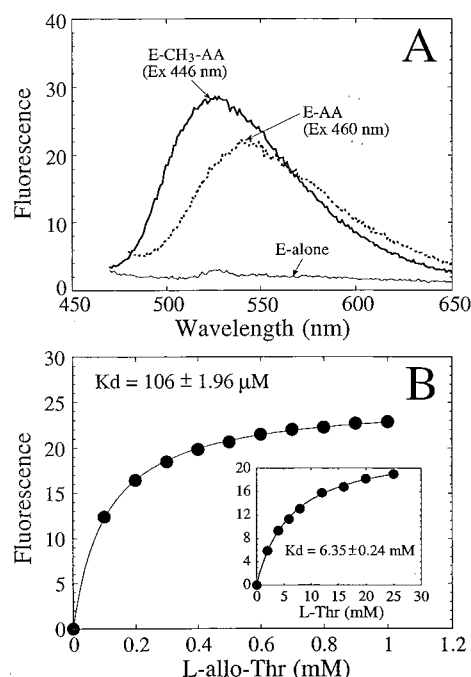 A
40
30
20
10
0
Fluorescence
E-CH₃-AA
(Ex 446 nm)
E-AA
(Ex 460 nm)
E-alone
450 500 550 600 650
Wavelength (nm)
B
30
25
20
15
10
5
0
Fluorescence
Kd = 106 ± 1.96 μM
20
16
12
8
4
0
Kd = 6.35±0.24 mM
0 5 10 15 20 25 30
L-Thr (mM)
0 0.2 0.4 0.6 0.8 1 1.2
L-allo-Thr (mM)